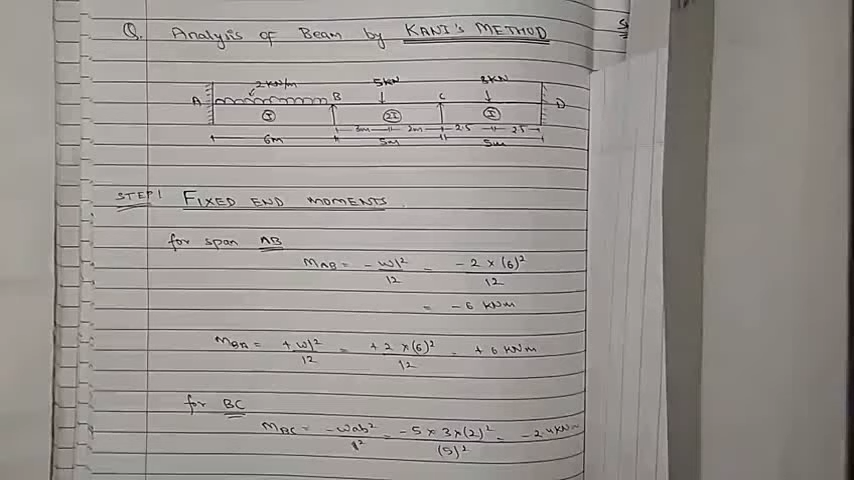 Q. Analysis of Beam by KANI'S METHOD
2 KN/m 5KN 8KN
A B C D
I 2I I
3m 2m 2.5 2.5
6m 5m 5m
STEP 1 FIXED END MOMENTS.
for span AB
MAB = -wl²/12 = -2 × (6)²/12
= -6 KNm
MBA = +wl²/12 = +2 × (6)²/12 = +6 KNm
for BC
MBC = -wab²/l² = -5 × 3 × (2)²/(5)² = -2.4 KNm